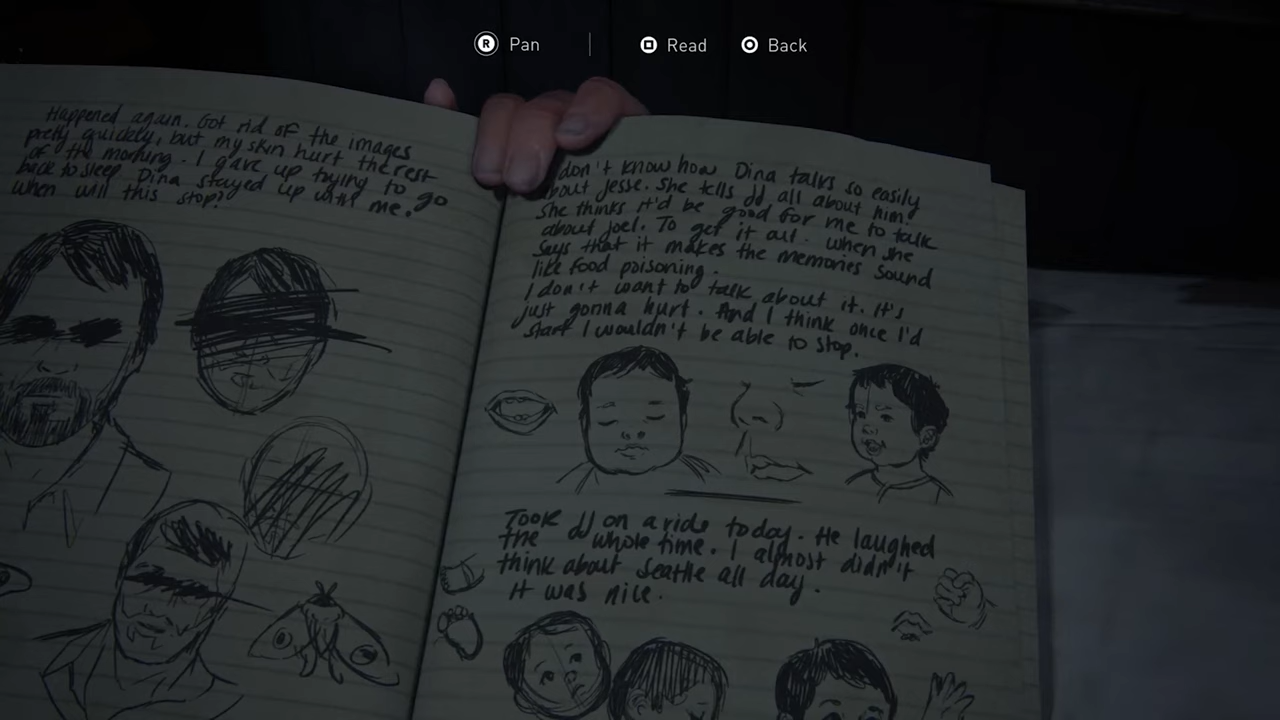 R Pan | Read Back
Happened again. Got rid of the images
pretty quickly, but my skin hurt the rest
of the morning. I gave up trying to go
back to sleep. Dina stayed up with me.
When will this stop?
don't know how Dina talks so easily
about Jesse. She tells JJ all about him.
She thinks it'd be good for me to talk
about Joel. To get it out. When she
says that it makes the memories sound
like food poisoning.
I don't want to talk about it. It's
just gonna hurt. And I think once I'd
start I wouldn't be able to stop.
Took JJ on a ride today. He laughed
the whole time. I almost didn't
think about Seattle all day.
It was nice.